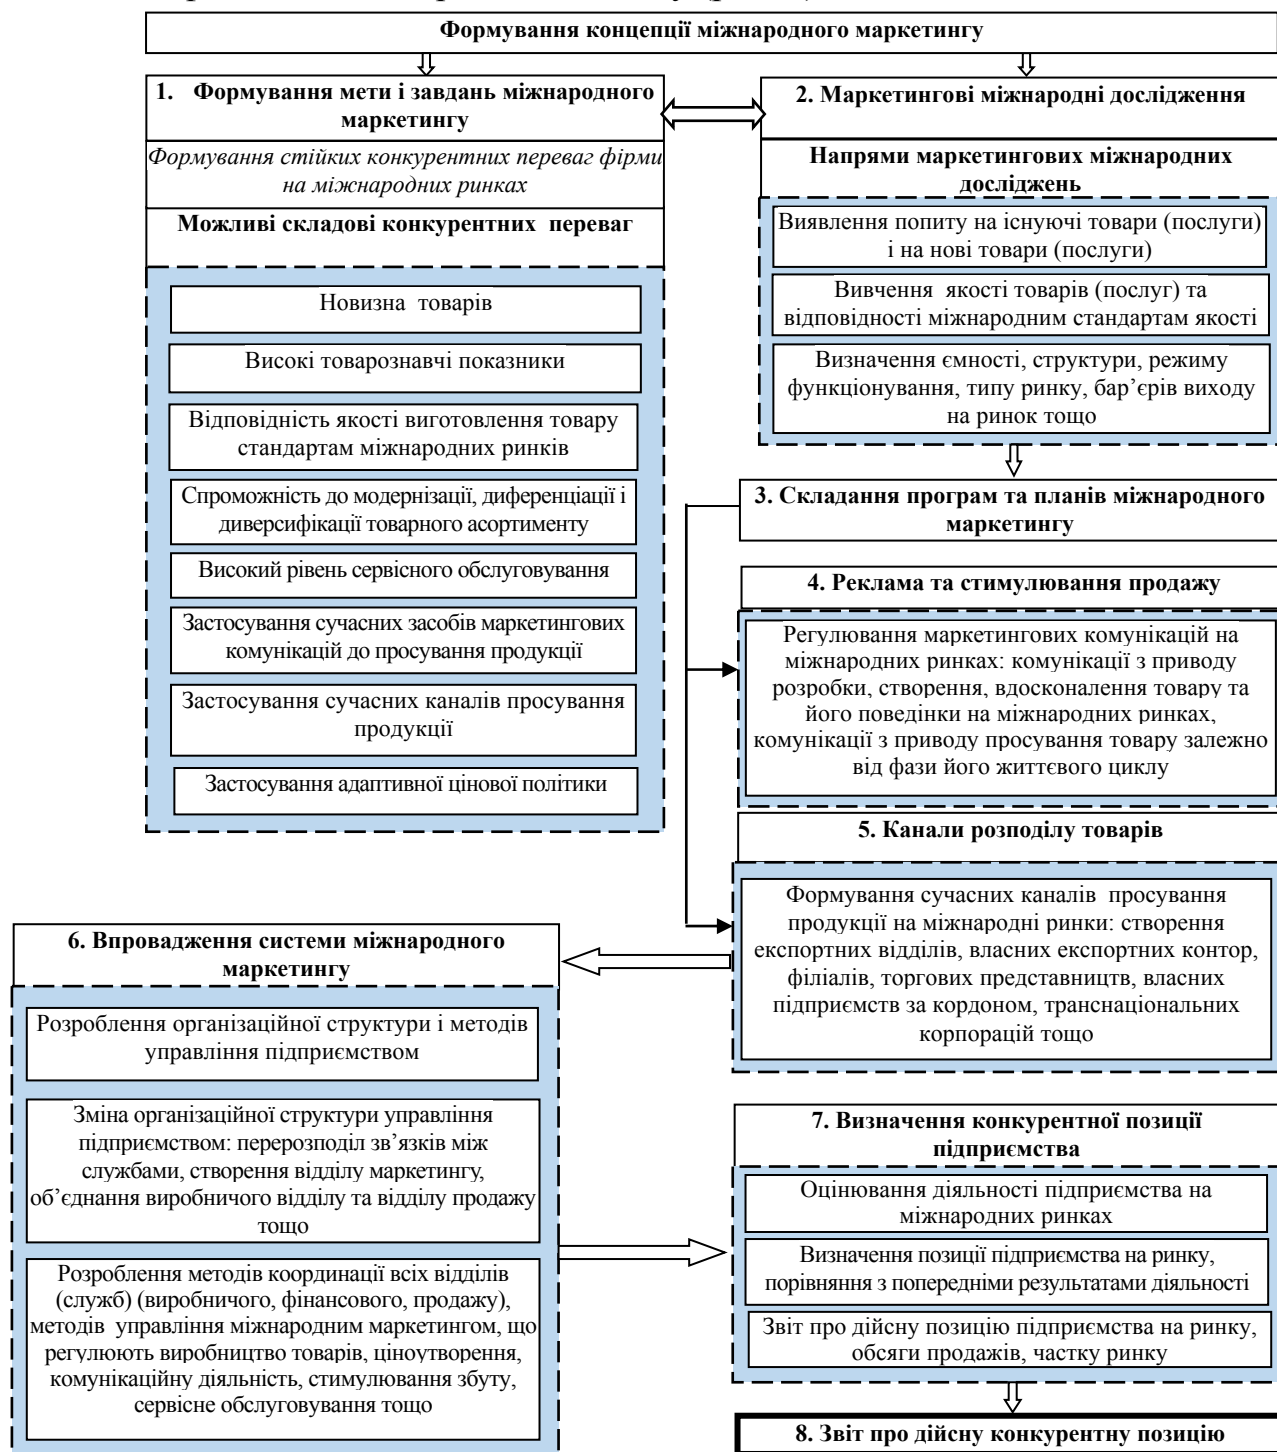 Формування концепції міжнародного маркетингу
1. Формування мети і завдань міжнародного
маркетингу
Формування стійких конкурентних переваг фірми
на міжнародних ринках
Можливі складові конкурентних переваг
Новизна товарів
Високі товарознавчі показники
Відповідність якості виготовлення товару
стандартам міжнародних ринків
Спроможність до модернізації, диференціації і
диверсифікації товарного асортименту
Високий рівень сервісного обслуговування
Застосування сучасних засобів маркетингових
комунікацій до просування продукції
Застосування сучасних каналів просування
продукції
Застосування адаптивної цінової політики
2. Маркетингові міжнародні дослідження
Напрями маркетингових міжнародних
досліджень
Виявлення попиту на існуючі товари (послуги)
і на нові товари (послуги)
Вивчення якості товарів (послуг) та
відповідності міжнародним стандартам якості
Визначення ємності, структури, режиму
функціонування, типу ринку, бар’єрів виходу
на ринок тощо
3. Складання програм та планів міжнародного
маркетингу
4. Реклама та стимулювання продажу
Регулювання маркетингових комунікацій на
міжнародних ринках: комунікації з приводу
розробки, створення, вдосконалення товару та
його поведінки на міжнародних ринках,
комунікації з приводу просування товару залежно
від фази його життєвого циклу
5. Канали розподілу товарів
Формування сучасних каналів просування
продукції на міжнародні ринки: створення
експортних відділів, власних експортних контор,
філіалів, торгових представництв, власних
підприємств за кордоном, транснаціональних
корпорацій тощо
6. Впровадження системи міжнародного
маркетингу
Розроблення організаційної структури і методів
управління підприємством
Зміна організаційної структури управління
підприємством: перерозподіл зв’язків між
службами, створення відділу маркетингу,
об’єднання виробничого відділу та відділу продажу
тощо
Розроблення методів координації всіх відділів
(служб) (виробничого, фінансового, продажу),
методів управління міжнародним маркетингом, що
регулюють виробництво товарів, ціноутворення,
комунікаційну діяльність, стимулювання збуту,
сервісне обслуговування тощо
7. Визначення конкурентної позиції
підприємства
Оцінювання діяльності підприємства на
міжнародних ринках
Визначення позиції підприємства на ринку,
порівняння з попередніми результатами діяльності
Звіт про дійсну позицію підприємства на ринку,
обсяги продажів, частку ринку
8. Звіт про дійсну конкурентну позицію